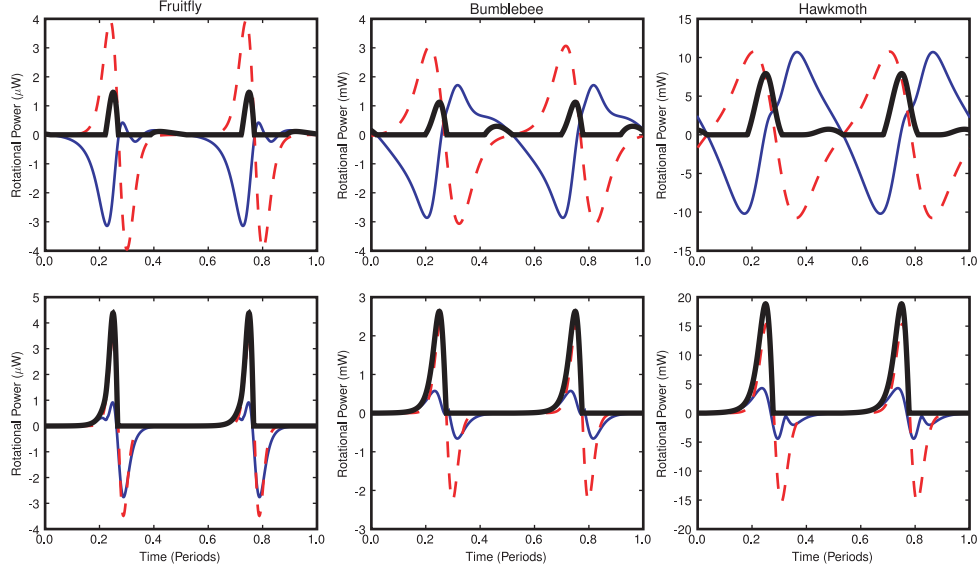 Fruitfly
Rotational Power (μW)
4
3
2
1
0
-1
-2
-3
-4
0.0 0.2 0.4 0.6 0.8 1.0
Bumblebee
Rotational Power (mW)
4
3
2
1
0
-1
-2
-3
-4
0.0 0.2 0.4 0.6 0.8 1.0
Hawkmoth
Rotational Power (mW)
15
10
5
0
-5
-10
-15
0.0 0.2 0.4 0.6 0.8 1.0
Rotational Power (μW)
5
4
3
2
1
0
-1
-2
-3
-4
0.0 0.2 0.4 0.6 0.8 1.0
Time (Periods)
Rotational Power (mW)
3
2
1
0
-1
-2
-3
0.0 0.2 0.4 0.6 0.8 1.0
Time (Periods)
Rotational Power (mW)
20
15
10
5
0
-5
-10
-15
-20
0.0 0.2 0.4 0.6 0.8 1.0
Time (Periods)